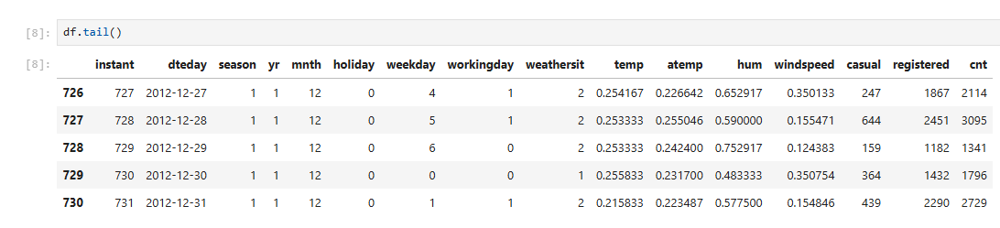 [8]: df.tail()
[8]: instant dteday season yr mnth holiday weekday workingday weathersit temp atemp hum windspeed casual registered cnt
726 727 2012-12-27 1 1 12 0 4 1 2 0.254167 0.226642 0.652917 0.350133 247 1867 2114
727 728 2012-12-28 1 1 12 0 5 1 2 0.253333 0.255046 0.590000 0.155471 644 2451 3095
728 729 2012-12-29 1 1 12 0 6 0 2 0.253333 0.242400 0.752917 0.124383 159 1182 1341
729 730 2012-12-30 1 1 12 0 0 0 1 0.255833 0.231700 0.483333 0.350754 364 1432 1796
730 731 2012-12-31 1 1 12 0 1 1 2 0.215833 0.223487 0.577500 0.154846 439 2290 2729